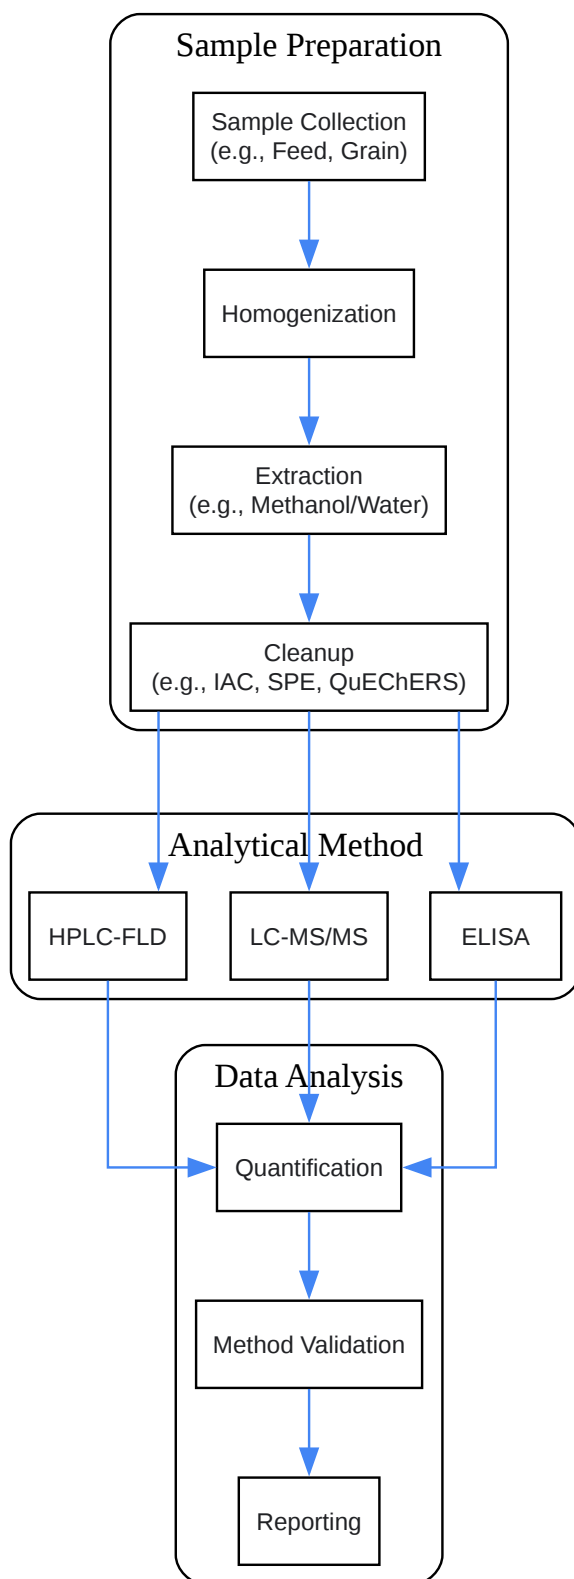 Sample Preparation
Sample Collection
(e.g., Feed, Grain)
Homogenization
Extraction
(e.g., Methanol/Water)
Cleanup
(e.g., IAC, SPE, QuEChERS)
Analytical Method
HPLC-FLD
LC-MS/MS
ELISA
Data Analysis
Quantification
Method Validation
Reporting